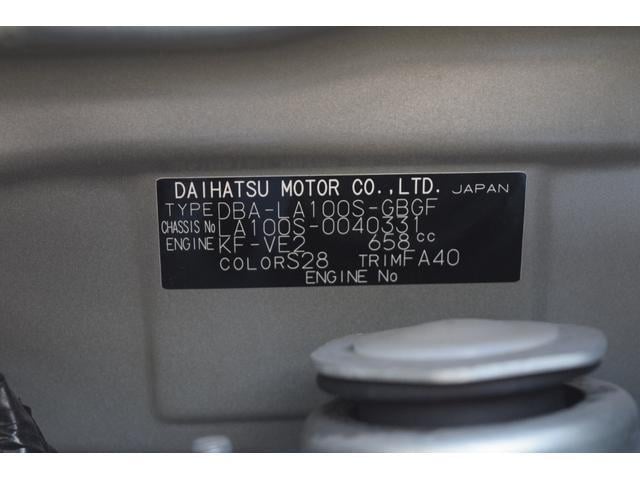 DAIHATSU MOTOR CO.,LTD. JAPAN
TYPE DBA-LA100S-GBGF
CHASSIS No LA100S-0040331
ENGINE KF-VE2 658cc
COLOR S28 TRIM FA40
ENGINE No